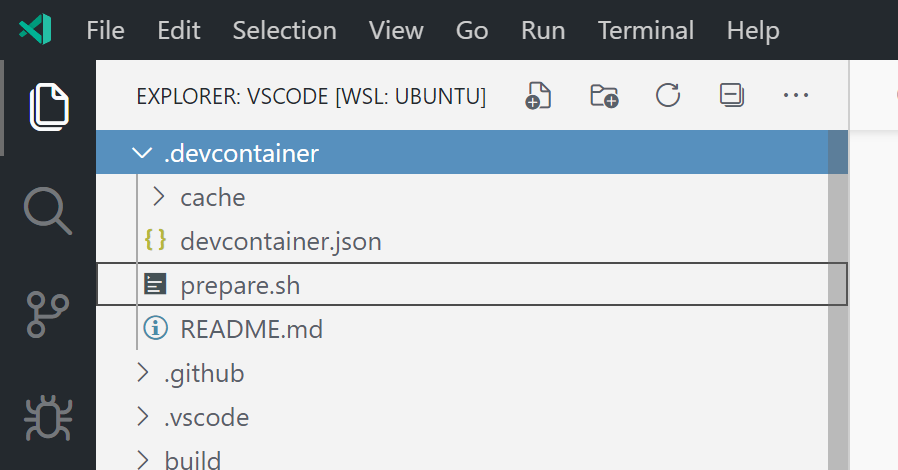 File Edit Selection View Go Run Terminal Help
EXPLORER: VSCODE [WSL: UBUNTU]
.devcontainer
cache
devcontainer.json
prepare.sh
README.md
.github
.vscode
build